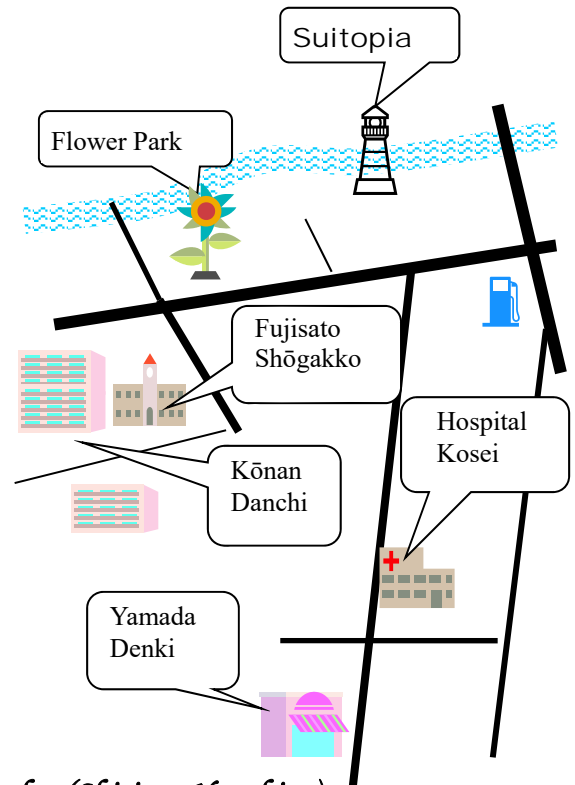 Suitopia
Flower Park
Fujisato
Shōgakko
Hospital
Kosei
Kōnan
Danchi
Yamada
Denki